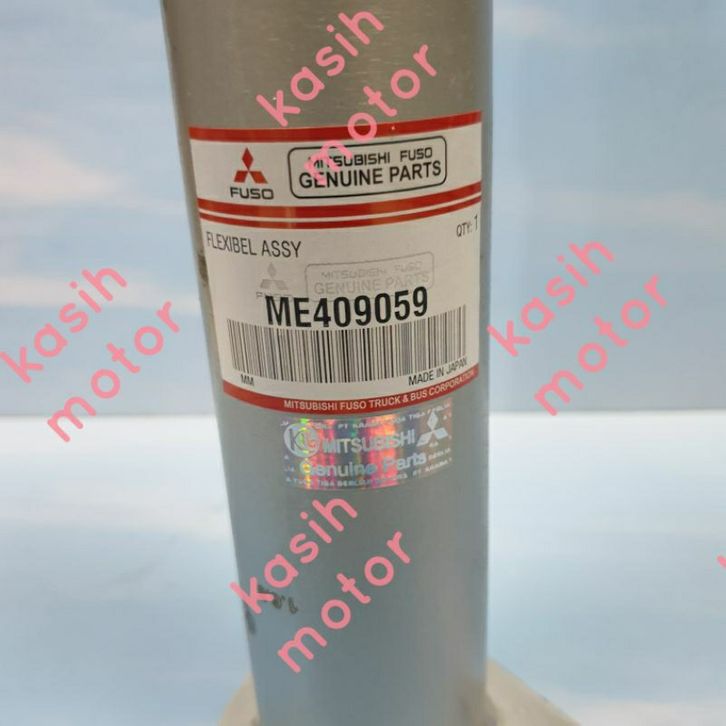 kasih
motor
MITSUBISHI FUSO
GENUINE PARTS
FUSO
FLEXIBEL ASSY
QTY: 1
MITSUBISHI FUSO
GENUINE PARTS
FUSO
ME409059
MM
MADE IN JAPAN
MITSUBISHI FUSO TRUCK & BUS CORPORATION
kasih
motor
kasih
motor
MITSUBISHI
Genuine Parts
kasih
motor